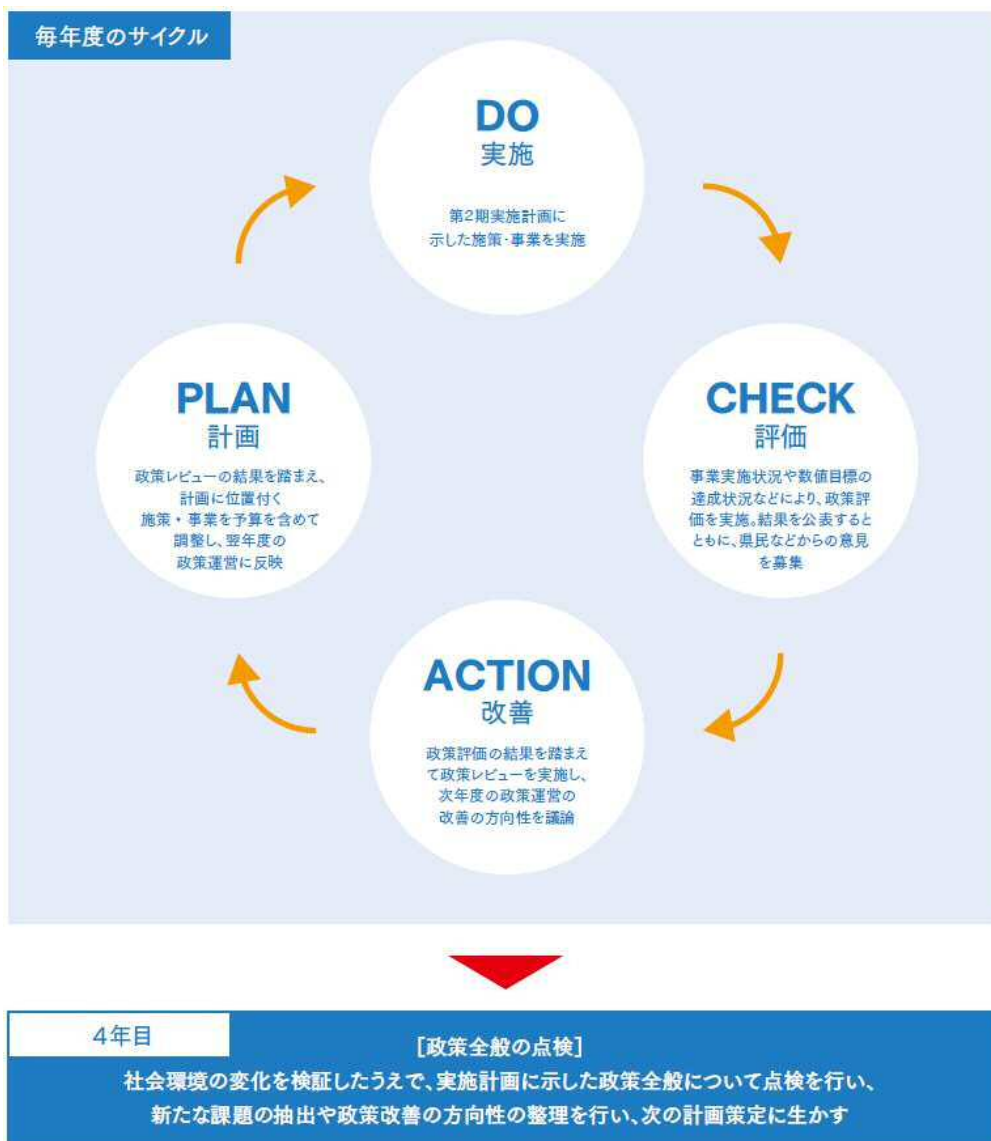 毎年度のサイクル
DO
実施
第2期実施計画に
示した施策・事業を実施
PLAN
計画
政策レビューの結果を踏まえ、
計画に位置付く
施策・事業を予算を含めて
調整し、翌年度の
政策運営に反映
CHECK
評価
事業実施状況や数値目標の
達成状況などにより、政策評
価を実施。結果を公表すると
ともに、県民などからの意見
を募集
ACTION
改善
政策評価の結果を踏まえ
て政策レビューを実施し、
次年度の政策運営の
改善の方向性を議論
4年目
[政策全般の点検]
社会環境の変化を検証したうえで、実施計画に示した政策全般について点検を行い、
新たな課題の抽出や政策改善の方向性の整理を行い、次の計画策定に生かす